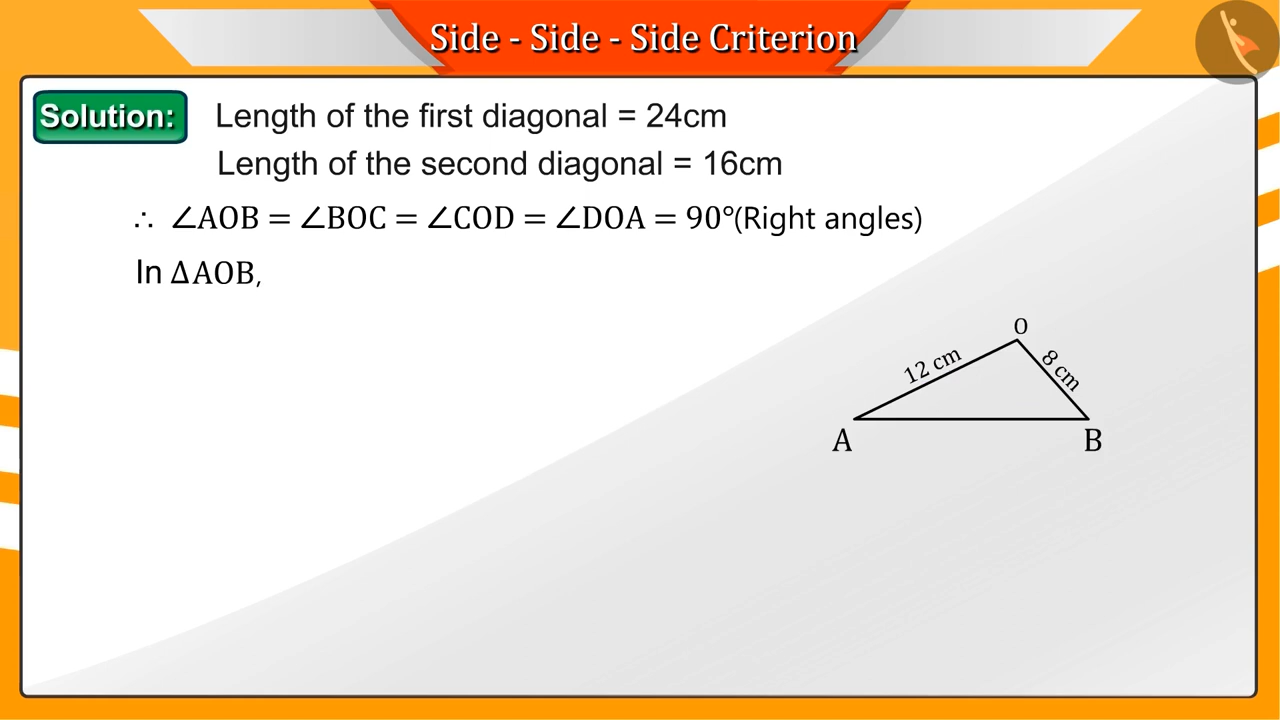 Side - Side - Side Criterion
Solution:
Length of the first diagonal = 24cm
Length of the second diagonal = 16cm
∴ ∠AOB = ∠BOC = ∠COD = ∠DOA = 90°(Right angles)
In ΔAOB,
O
12 cm
8 cm
A
B